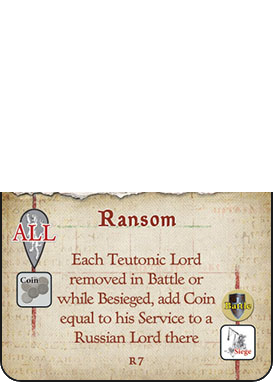 Ransom
ALL
Each Teutonic Lord
removed in Battle or
while Besieged, add Coin
equal to his Service to a
Russian Lord there
Coin
Battle
Siege
R7